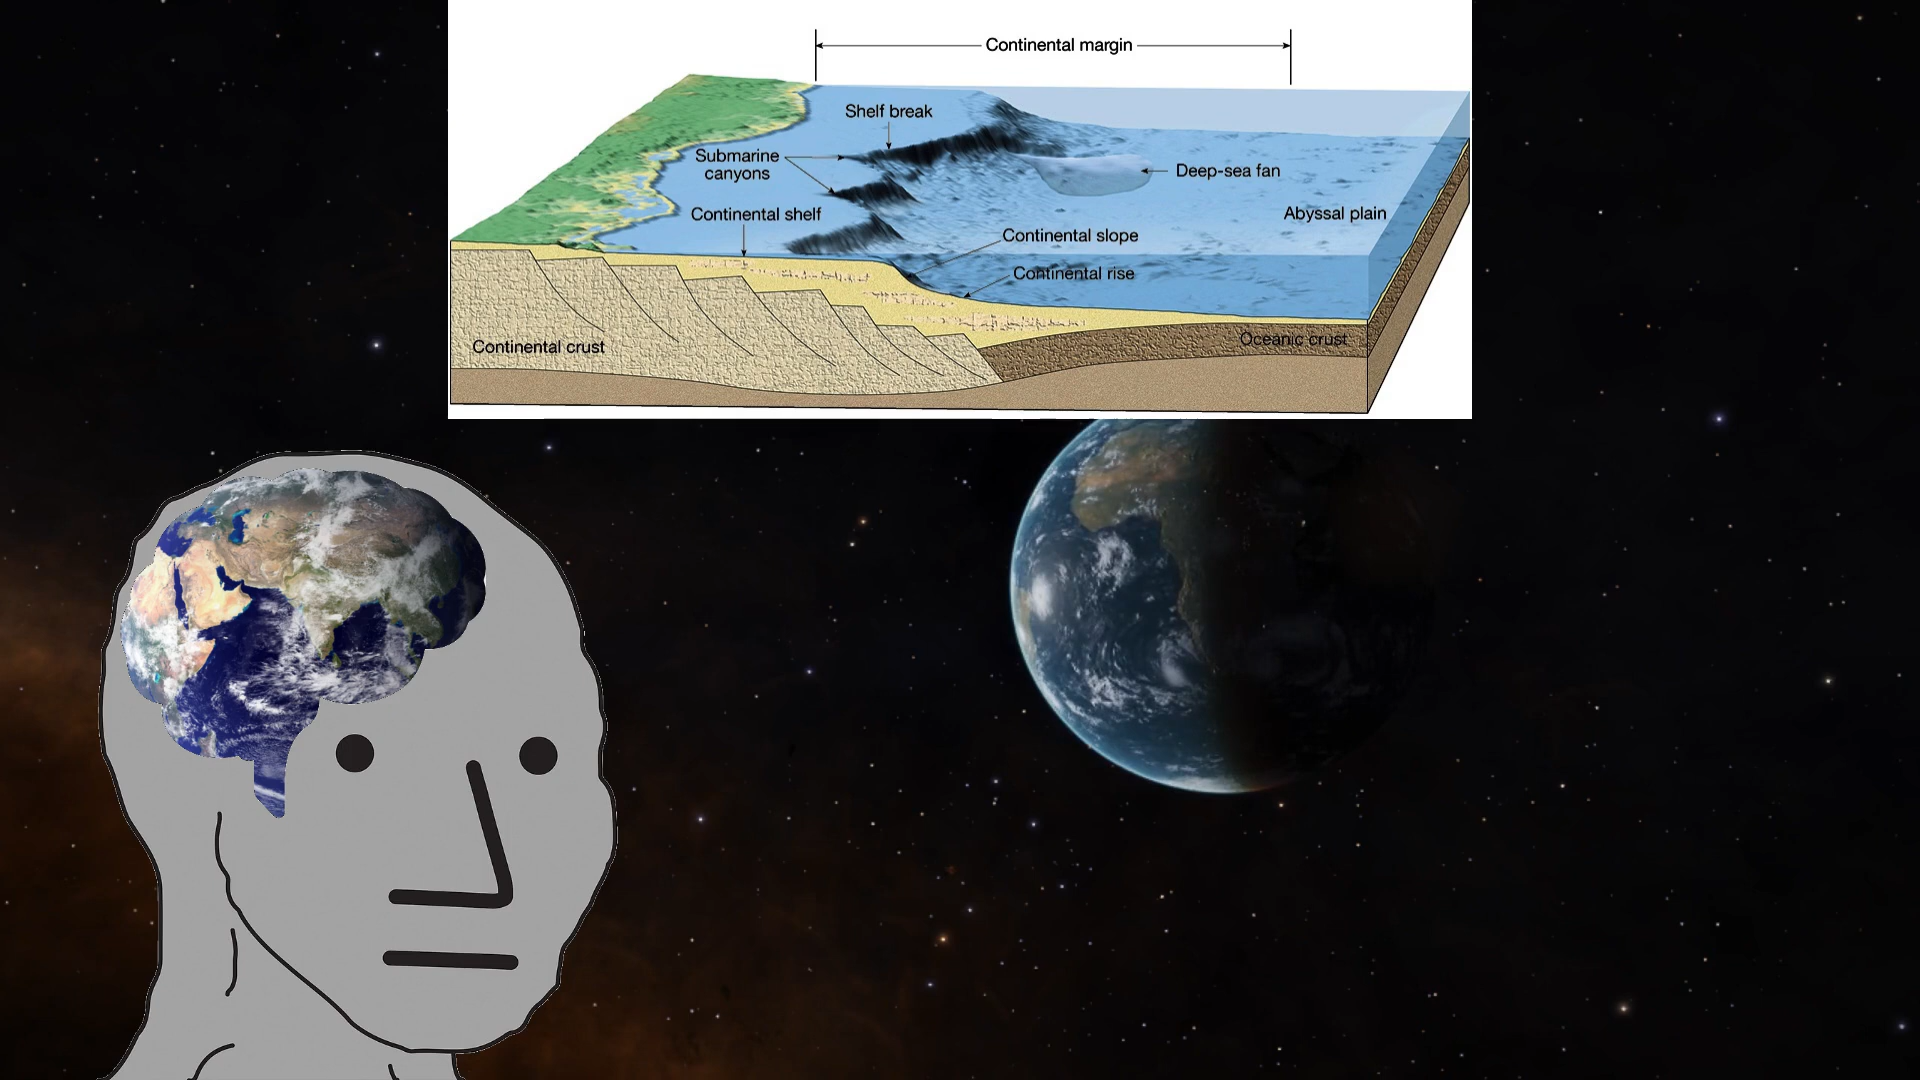 Continental margin
Shelf break
Submarine
canyons
Deep-sea fan
Continental shelf
Abyssal plain
Continental slope
Continental rise
Oceanic crust
Continental crust